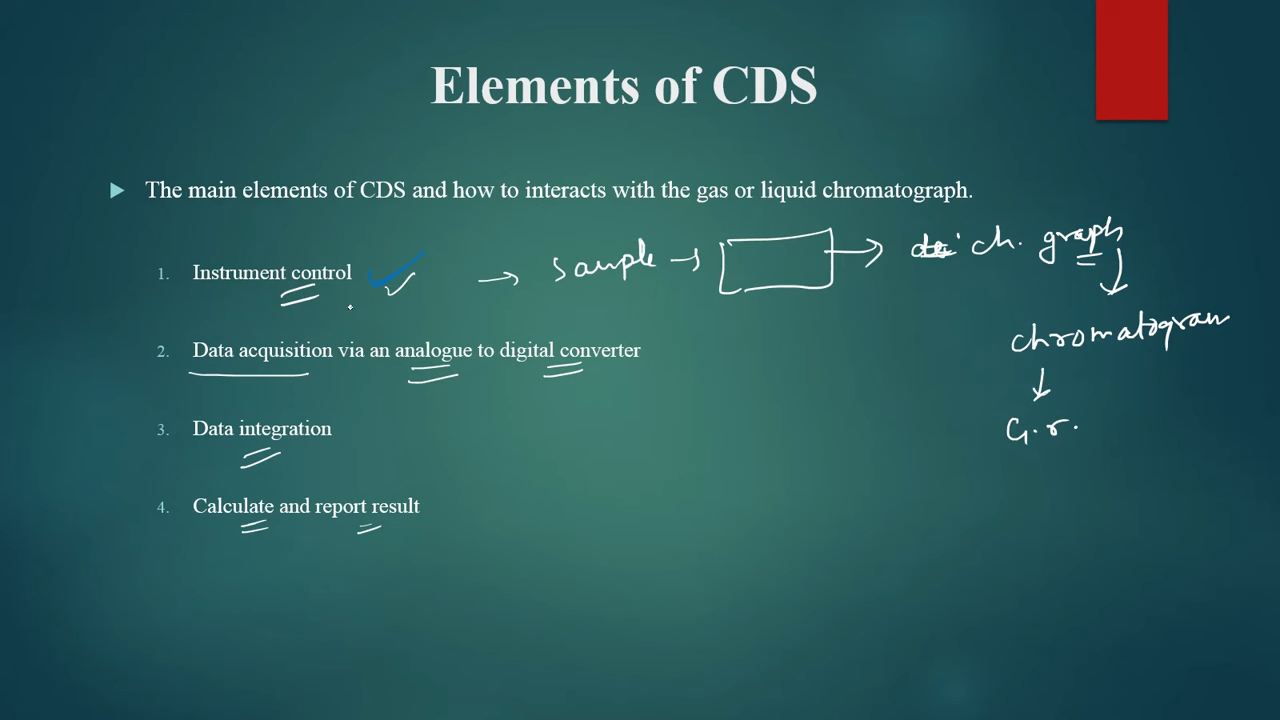 Elements of CDS
The main elements of CDS and how to interacts with the gas or liquid chromatograph.
1. Instrument control
→ sample → → ch. graph
chromatogram
2. Data acquisition via an analogue to digital converter
3. Data integration
G. r.
4. Calculate and report result